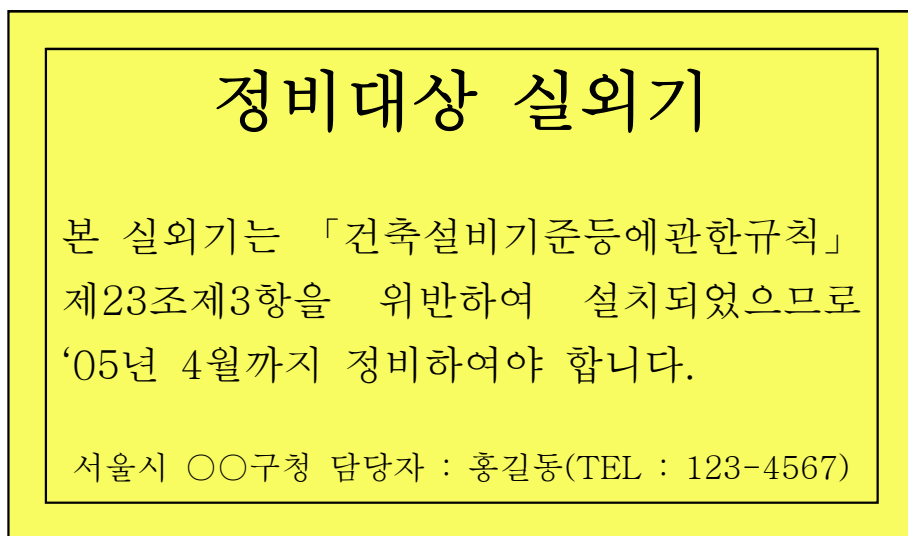 정비대상 실외기
본 실외기는 「건축설비기준등에관한규칙」
제23조제3항을 위반하여 설치되었으므로
‘05년 4월까지 정비하여야 합니다.
서울시 ○○구청 담당자 : 홍길동(TEL : 123-4567)